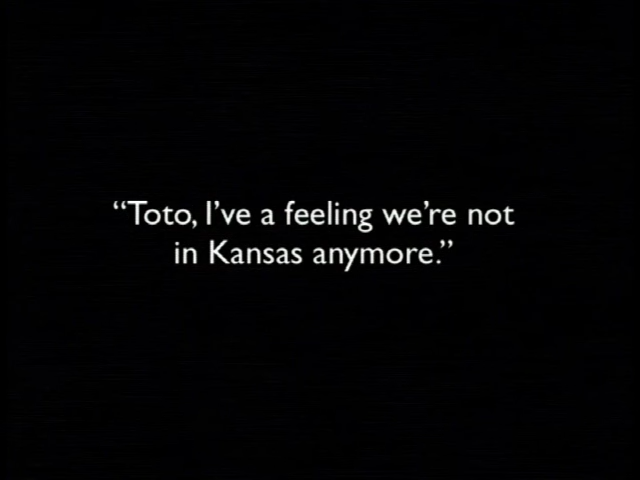 “Toto, I’ve a feeling we’re not
in Kansas anymore.”